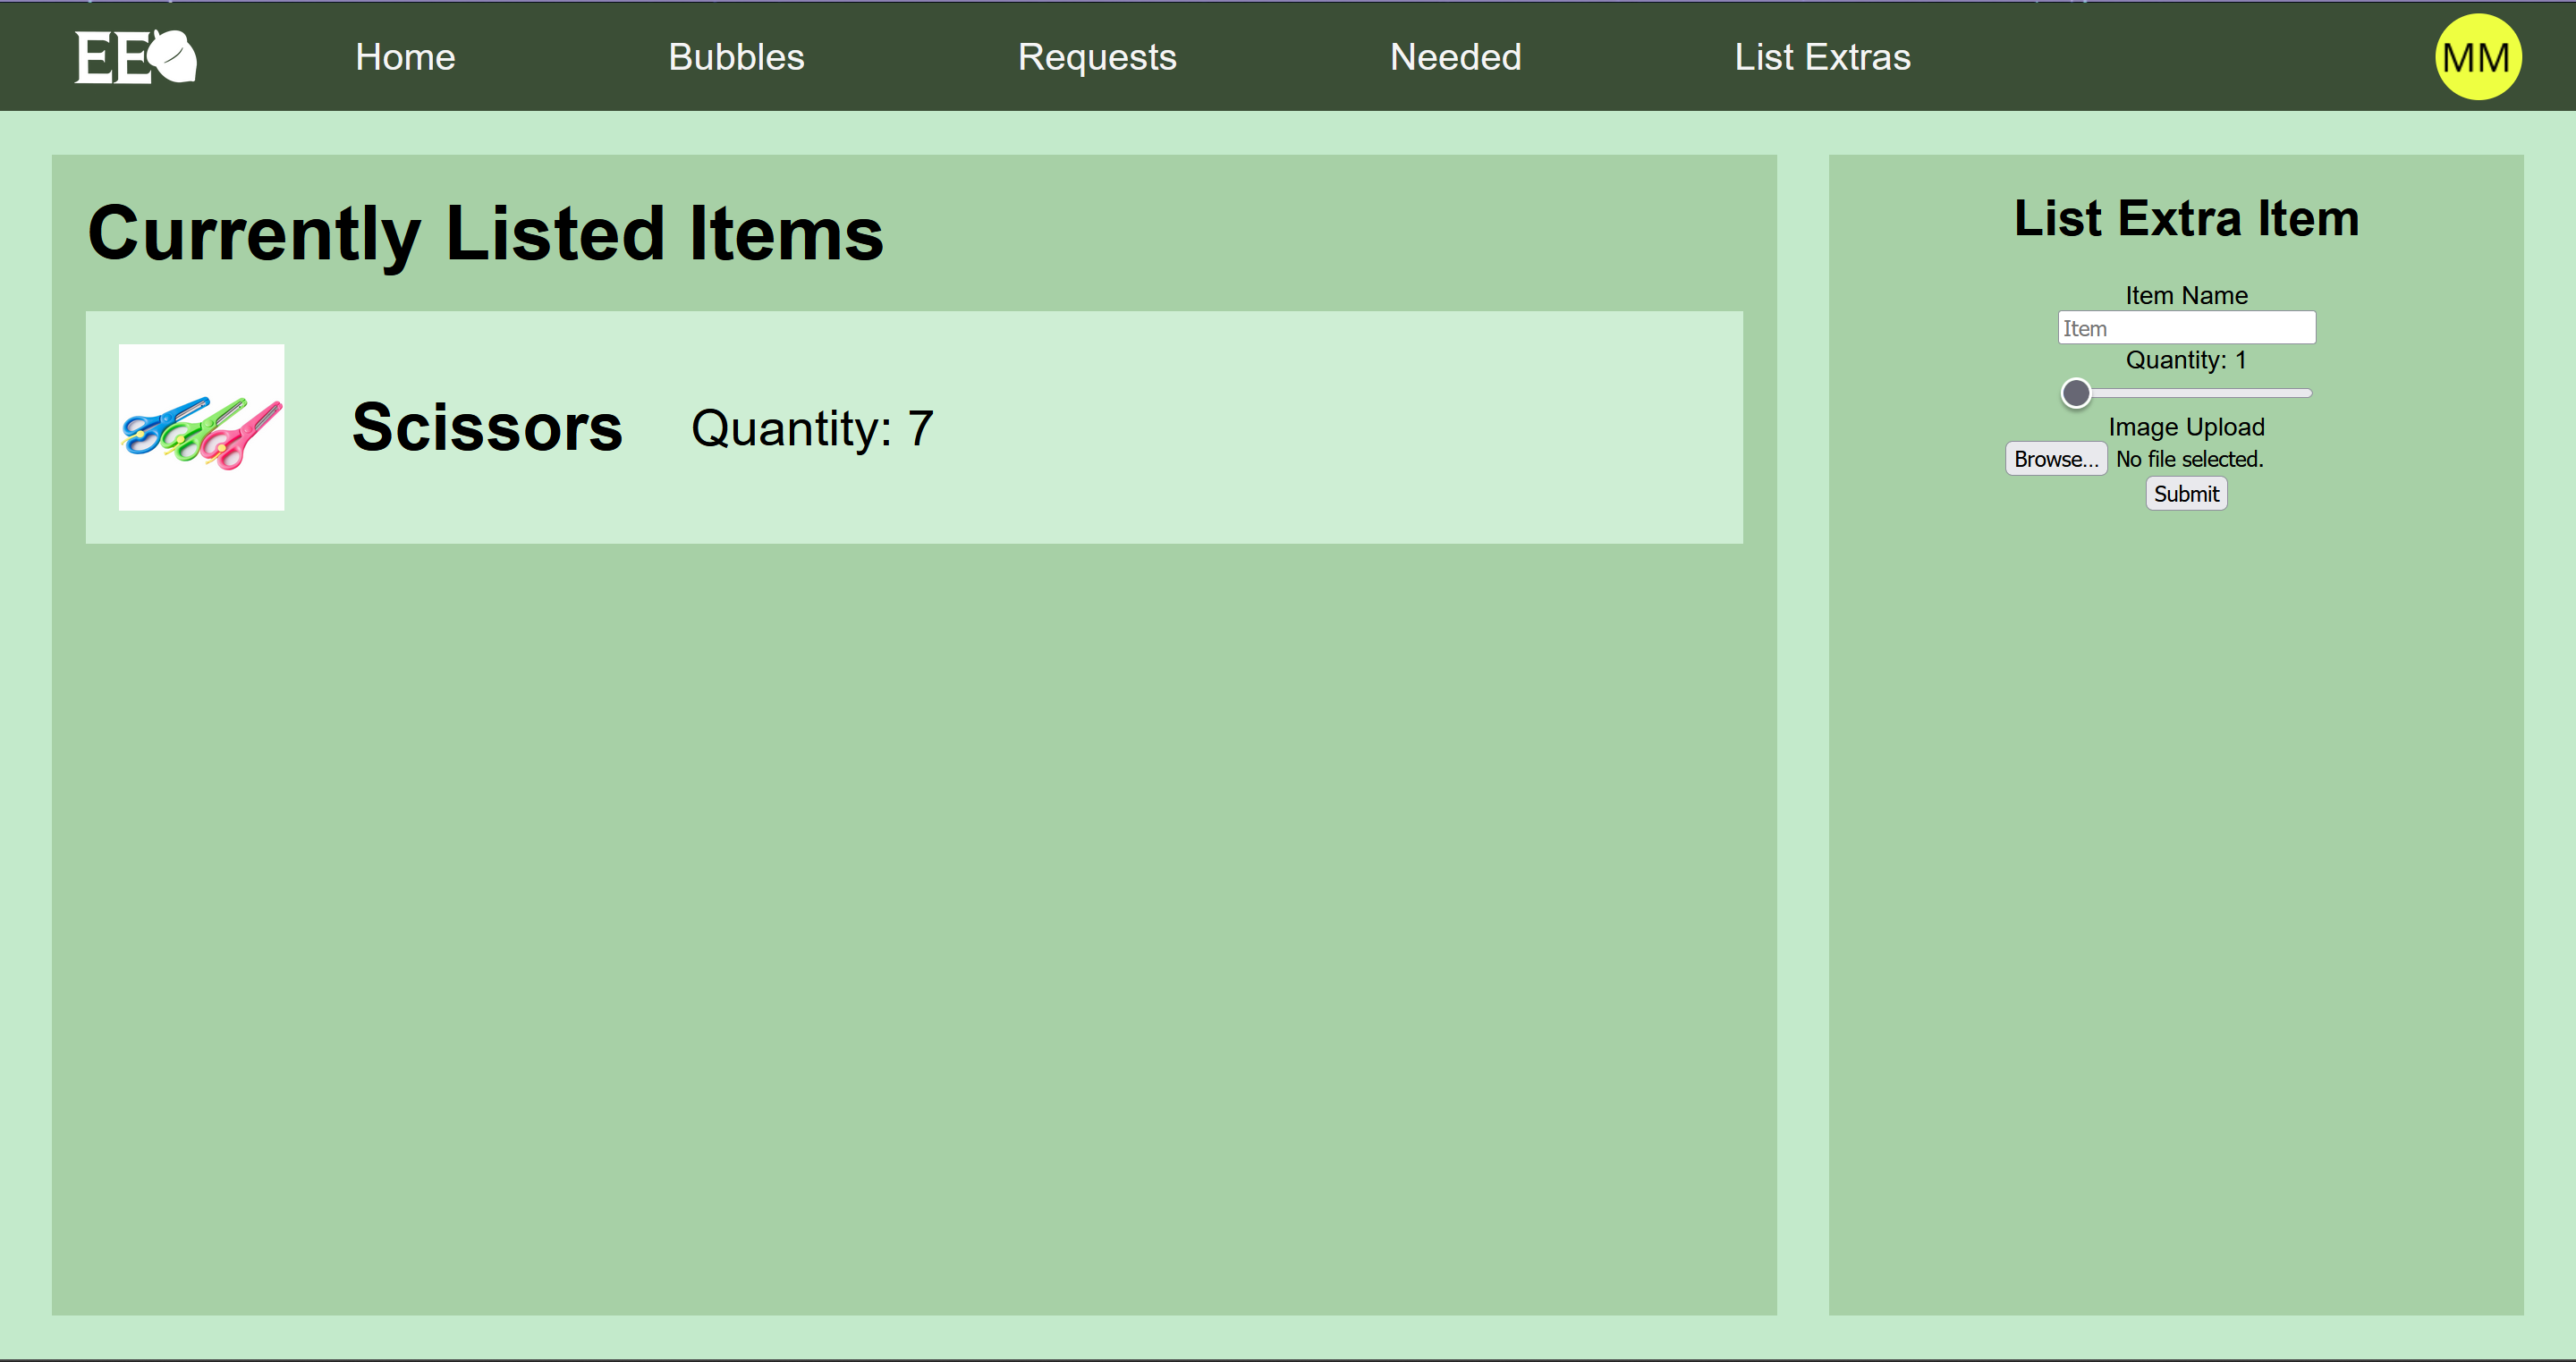 EE
Home Bubbles Requests Needed List Extras MM
Currently Listed Items
Scissors Quantity: 7
List Extra Item
Item Name
Item
Quantity: 1
Image Upload
Browse... No file selected.
Submit